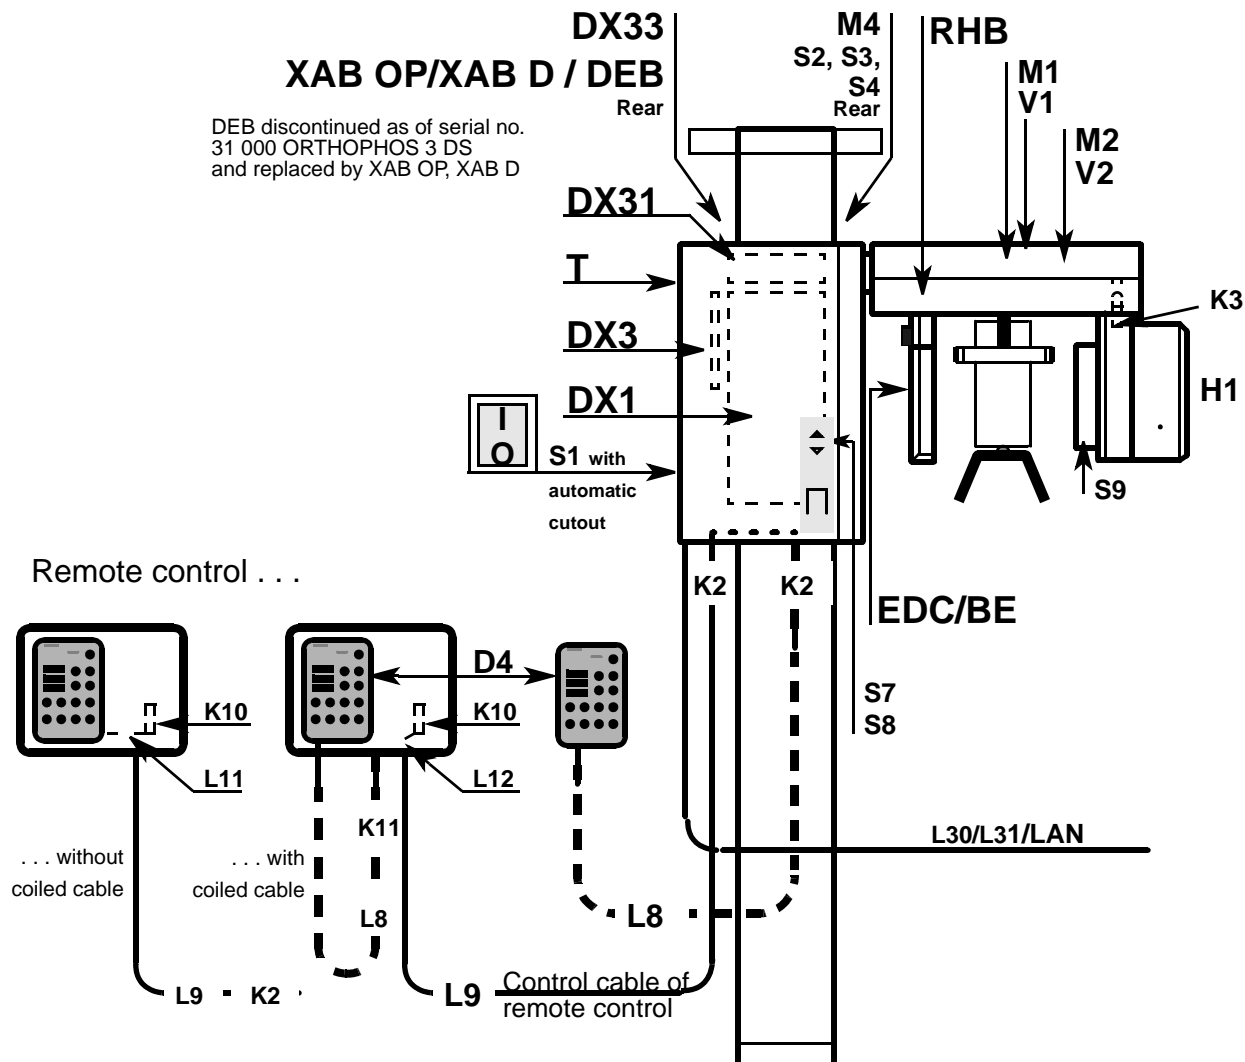 DX33
XAB OP/XAB D / DEB
Rear
M4
S2, S3,
S4
Rear
RHB
M1
V1
M2
V2
DEB discontinued as of serial no.
31 000 ORTHOPHOS 3 DS
and replaced by XAB OP, XAB D
DX31
T
DX3
DX1
I
O
S1 with
automatic
cutout
K3
H1
S9
K2
K2
EDC/BE
S7
S8
Remote control . . .
D4
K10
K10
L11
L12
K11
L30/L31/LAN
. . . without
coiled cable
. . . with
coiled cable
L8
L8
L9
K2
L9
Control cable of
remote control